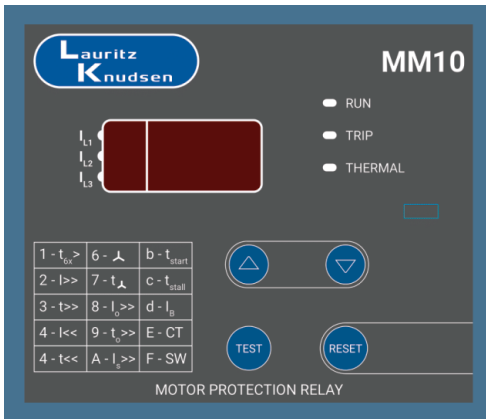 Lauritz
Knudsen
MM10
RUN
TRIP
THERMAL
IL1
IL2
IL3
1 - t6x> 6 - ⅄ b - tstart
2 - I>> 7 - t⅄ c - tstall
3 - t>> 8 - Io>> d - IB
4 - I<< 9 - to>> E - CT
4 - t<< A - Is>> F - SW
TEST
RESET
MOTOR PROTECTION RELAY